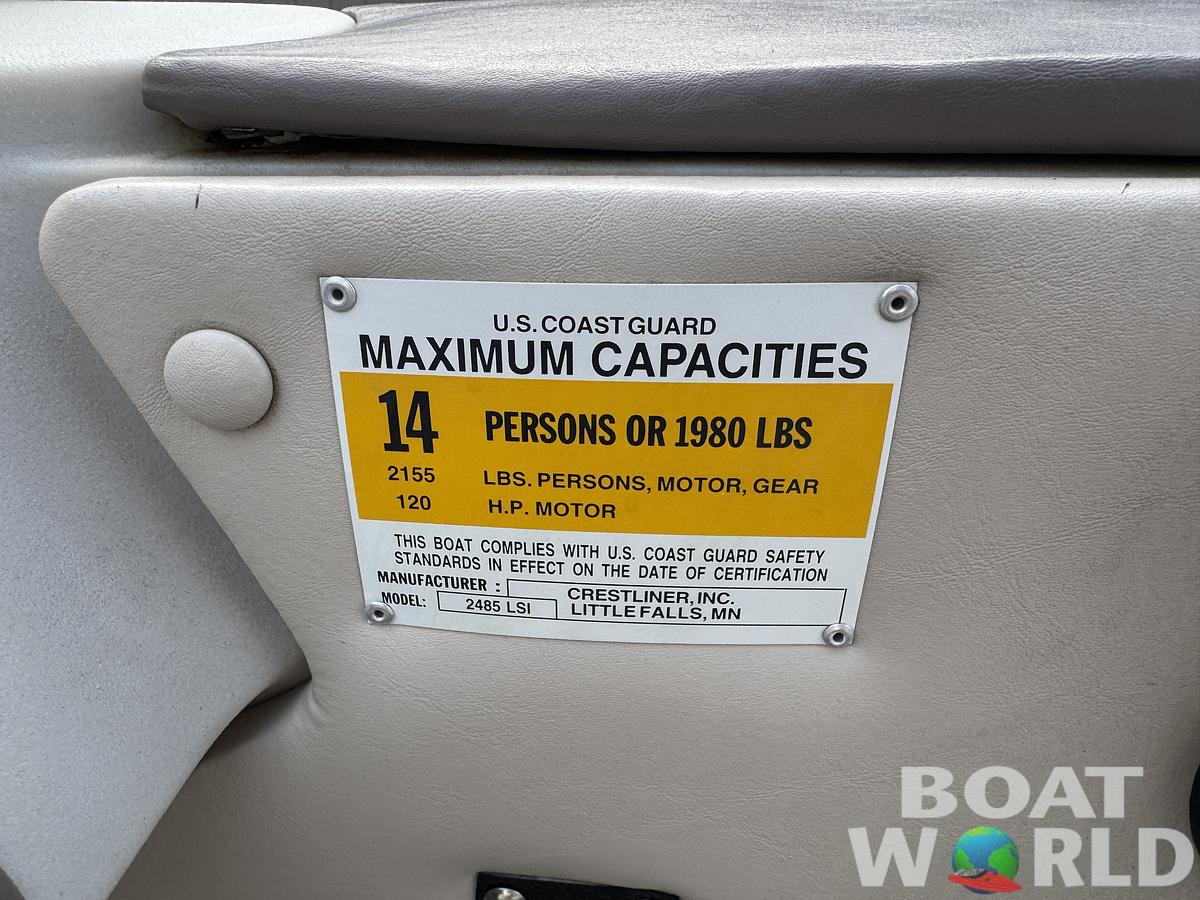 U.S. COAST GUARD
MAXIMUM CAPACITIES
14 PERSONS OR 1980 LBS
2155 LBS. PERSONS, MOTOR, GEAR
120 H.P. MOTOR
THIS BOAT COMPLIES WITH U.S. COAST GUARD SAFETY
STANDARDS IN EFFECT ON THE DATE OF CERTIFICATION
MANUFACTURER : CRESTLINER, INC.
MODEL: 2485 LSI LITTLE FALLS, MN
BOAT
WORLD